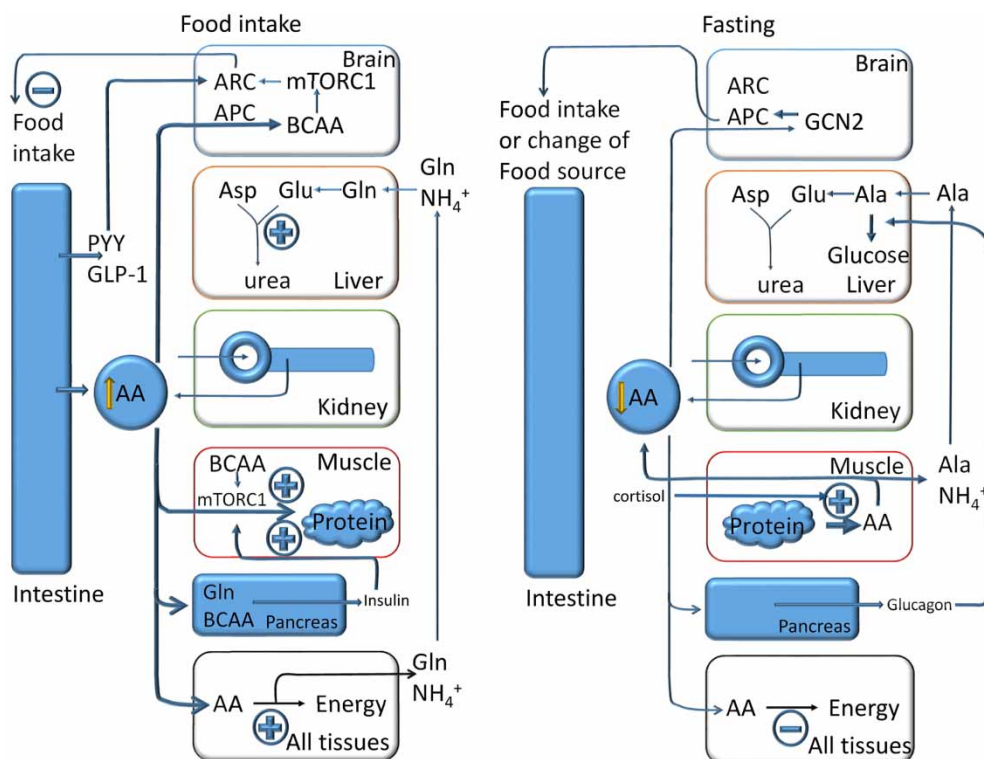 Food intake
Brain
ARC
mTORC1
APC
BCAA
Food
intake
Gln
NH₄⁺
Asp
Glu
Gln
urea
Liver
PYY
GLP-1
AA
Kidney
BCAA
Muscle
mTORC1
Protein
Intestine
Gln
BCAA
Pancreas
Insulin
Gln
NH₄⁺
AA
Energy
All tissues
Fasting
Brain
ARC
APC
GCN2
Food intake
or change of
Food source
Asp
Glu
Ala
Ala
Glucose
urea
Liver
AA
Kidney
Muscle
cortisol
Protein
AA
Ala
NH₄⁺
Intestine
Pancreas
Glucagon
AA
Energy
All tissues